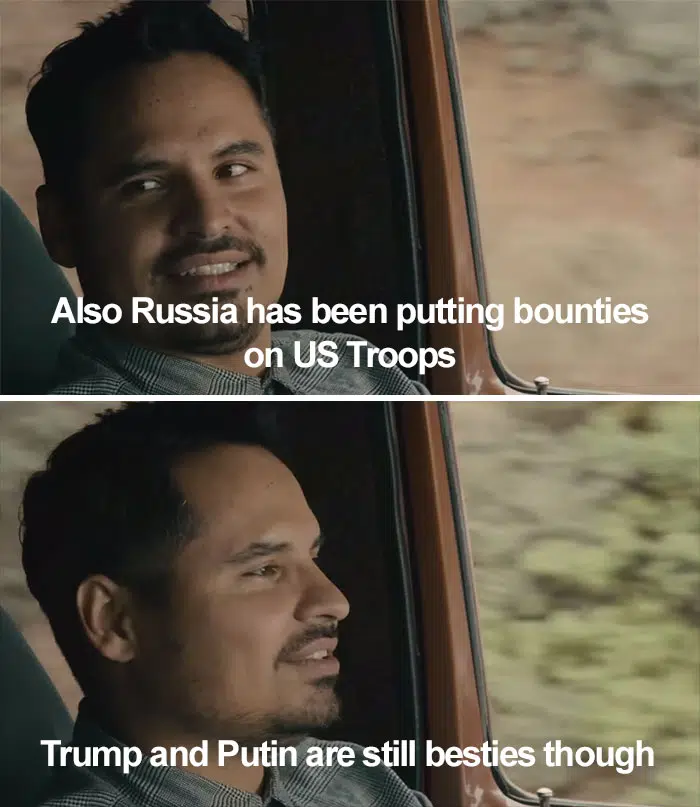 Also Russia has been putting bounties
on US Troops
Trump and Putin are still besties though